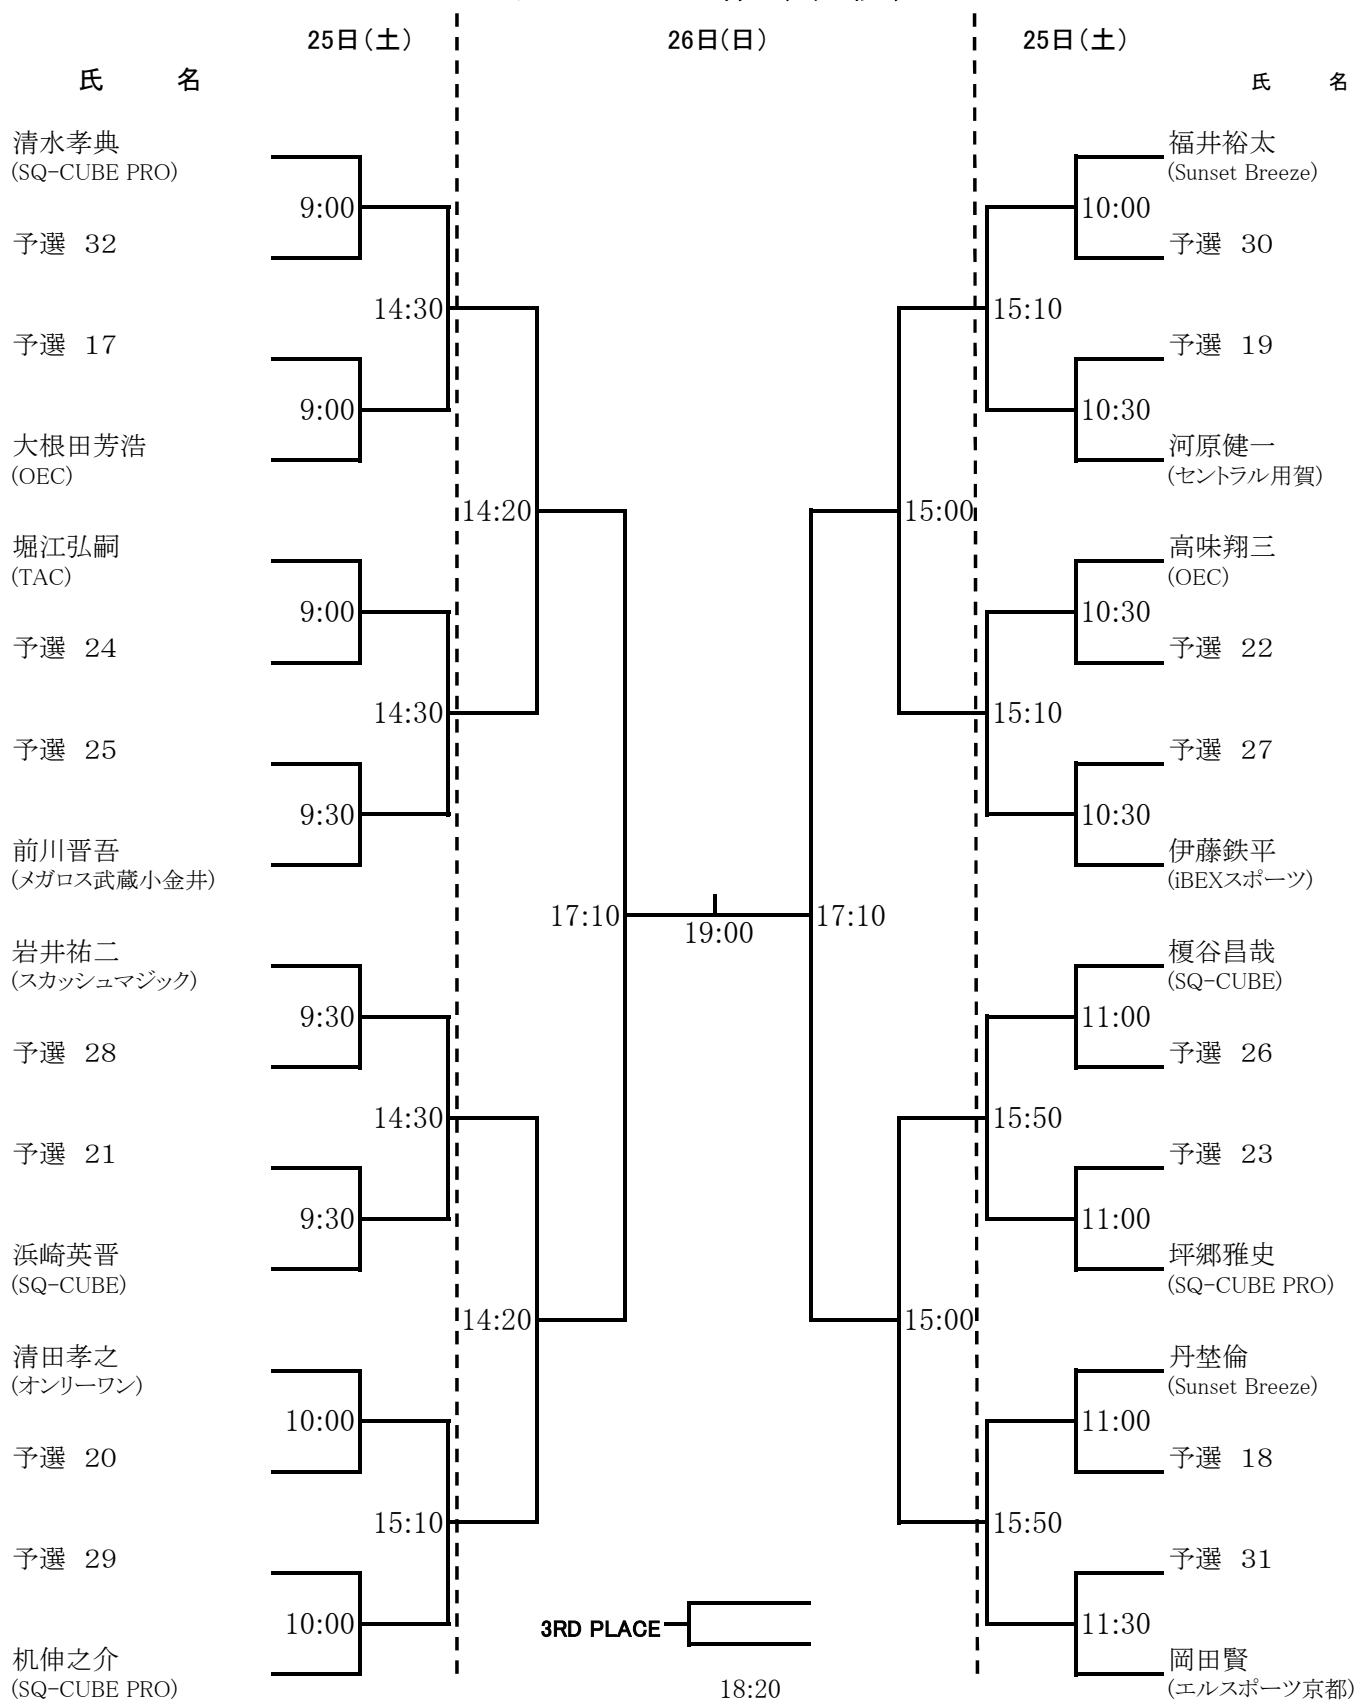 25日（土）
26日(日)
25日（土）
氏 名
氏 名
清水孝典
(SQ-CUBE PRO)
9:00
予選 32
14:30
予選 17
9:00
大根田芳浩
(OEC)
14:20
堀江弘嗣
(TAC)
9:00
予選 24
14:30
予選 25
9:30
前川晋吾
(メガロス武蔵小金井)
17:10
岩井祐二
(スカッシュマジック)
9:30
予選 28
14:30
予選 21
9:30
浜崎英晋
(SQ-CUBE)
14:20
清田孝之
(オンリーワン)
10:00
予選 20
15:10
予選 29
10:00
机伸之介
(SQ-CUBE PRO)
19:00
3RD PLACE
18:20
福井裕太
(Sunset Breeze)
10:00
予選 30
15:10
予選 19
10:30
河原健一
(セントラル用賀)
15:00
高味翔三
(OEC)
10:30
予選 22
15:10
予選 27
10:30
伊藤鉄平
(iBEXスポーツ)
17:10
榎谷昌哉
(SQ-CUBE)
11:00
予選 26
15:50
予選 23
11:00
坪郷雅史
(SQ-CUBE PRO)
15:00
丹埜倫
(Sunset Breeze)
11:00
予選 18
15:50
予選 31
11:30
岡田賢
(エルスポーツ京都)